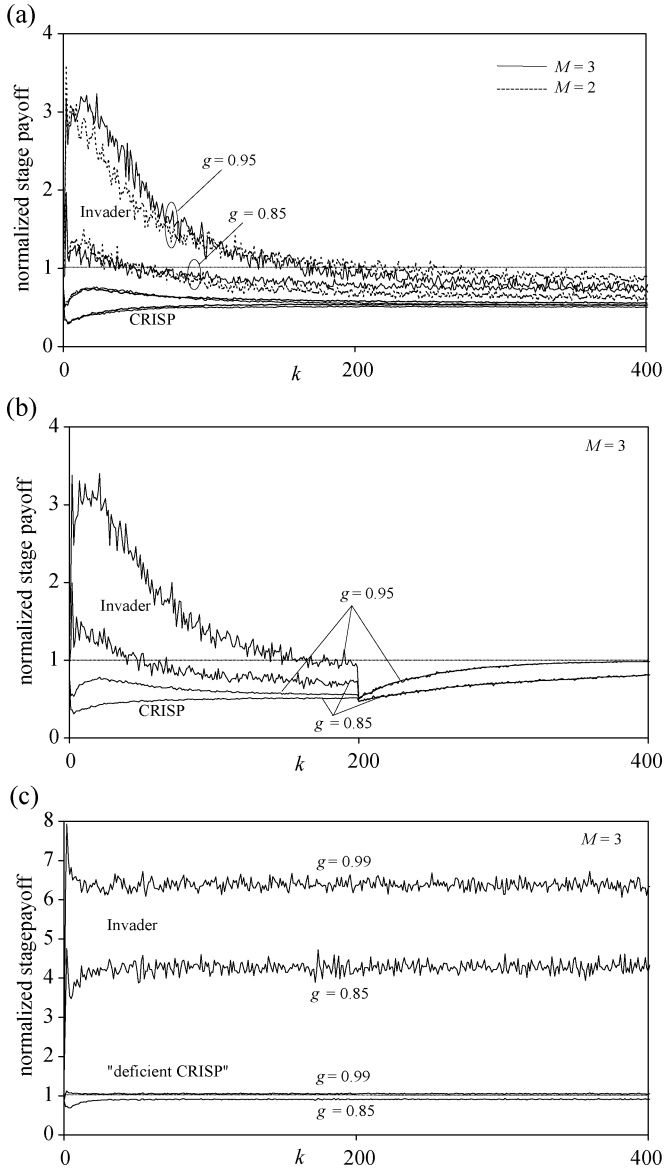 (a)
4
M = 3
M = 2
3
g = 0.95
normalized stage payoff
2
Invader
g = 0.85
1
CRISP
0
0
200
400
k
(b)
4
M = 3
3
normalized stage payoff
2
g = 0.95
Invader
1
CRISP
g = 0.85
0
0
200
400
k
(c)
8
M = 3
7
g = 0.99
6
normalized stagepayoff
5
Invader
4
g = 0.85
3
2
"deficient CRISP"
g = 0.99
1
g = 0.85
0
0
200
400
k